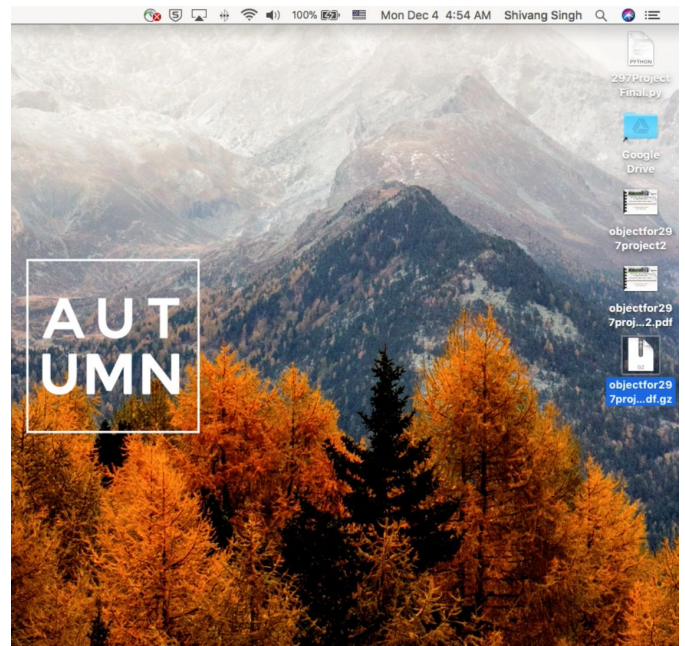 100%
Mon Dec 4 4:54 AM Shivang Singh
PYTHON
297Project
Final.py
Google
Drive
objectfor29
7project2
objectfor29
7proj...2.pdf
GZ
objectfor29
7proj...df.gz
AUT
UMN